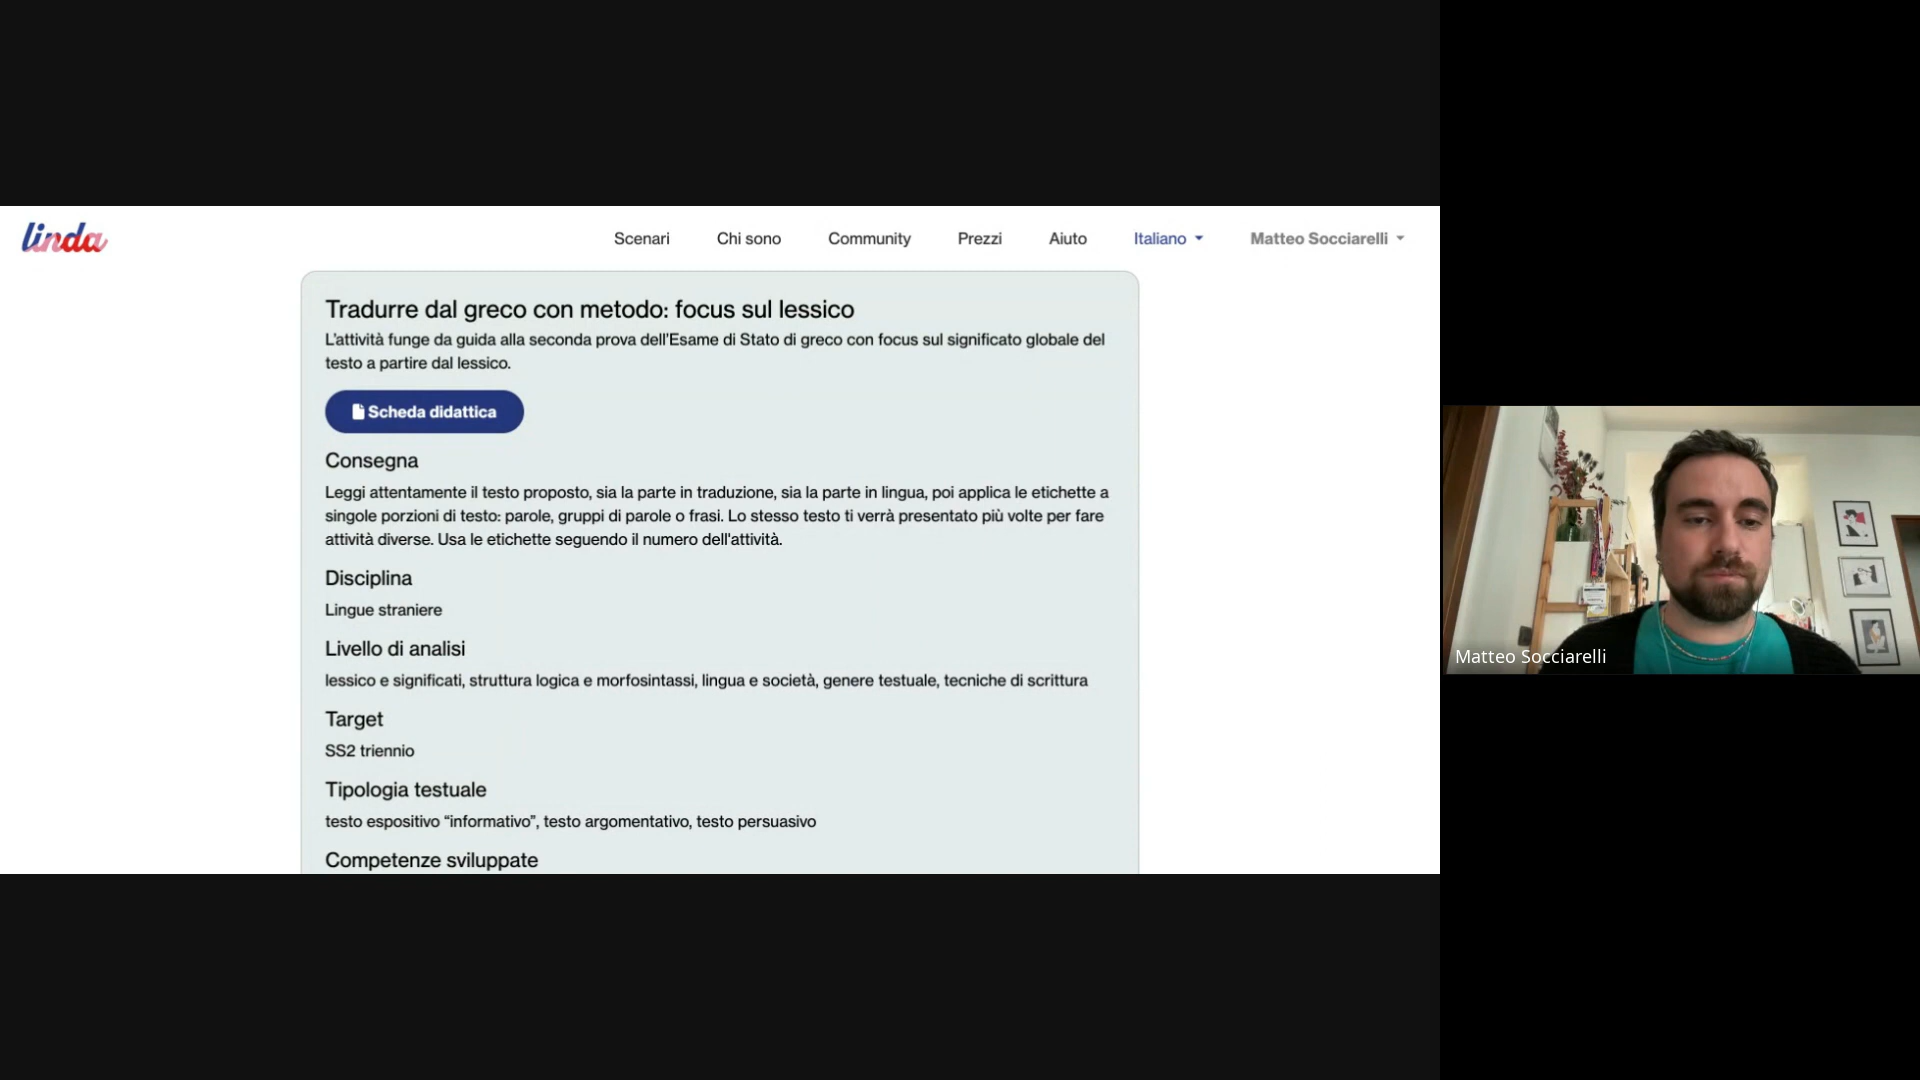 linda
Scenari
Chi sono
Community
Prezzi
Aiuto
Italiano
Matteo Socciarelli
Tradurre dal greco con metodo: focus sul lessico
L'attività funge da guida alla seconda prova dell'Esame di Stato di greco con focus sul significato globale del
testo a partire dal lessico.
Scheda didattica
Consegna
Leggi attentamente il testo proposto, sia la parte in traduzione, sia la parte in lingua, poi applica le etichette a
singole porzioni di testo: parole, gruppi di parole o frasi. Lo stesso testo ti verrà presentato più volte per fare
attività diverse. Usa le etichette seguendo il numero dell'attività.
Disciplina
Lingue straniere
Livello di analisi
lessico e significati, struttura logica e morfosintassi, lingua e società, genere testuale, tecniche di scrittura
Target
SS2 triennio
Tipologia testuale
testo espositivo “informativo”, testo argomentativo, testo persuasivo
Competenze sviluppate
Matteo Socciarelli